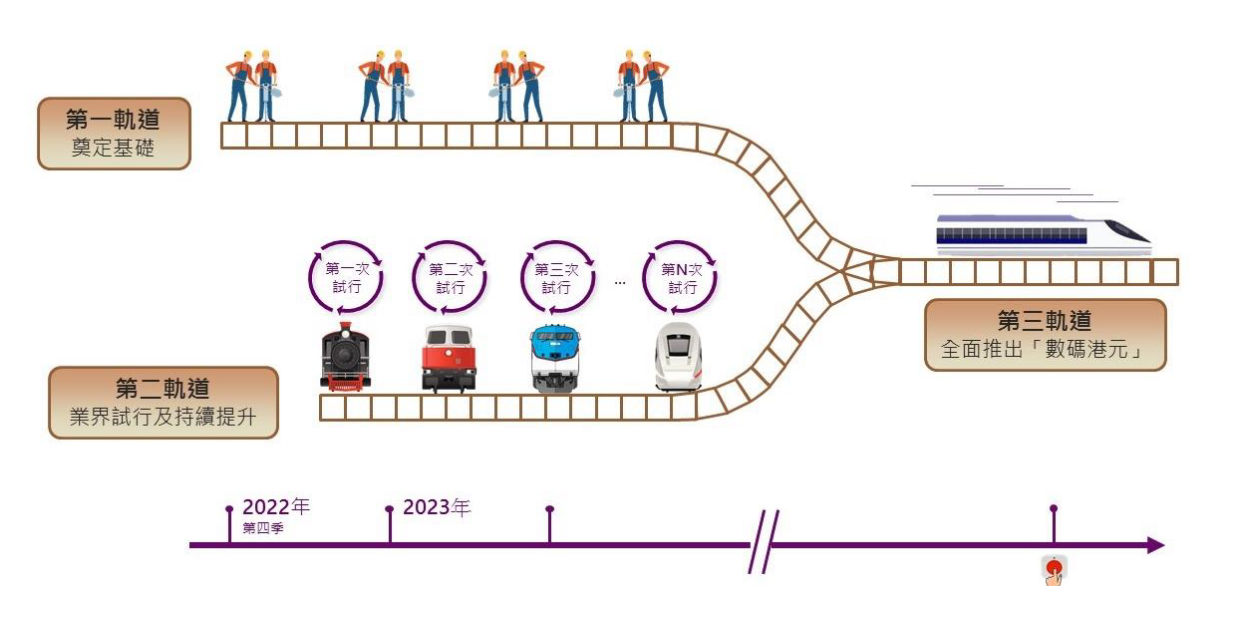 第一軌道
奠定基礎
第一次
試行
第二次
試行
第三次
試行
...
第N次
試行
第二軌道
業界試行及持續提升
第三軌道
全面推出「數碼港元」
2022年
第四季
2023年